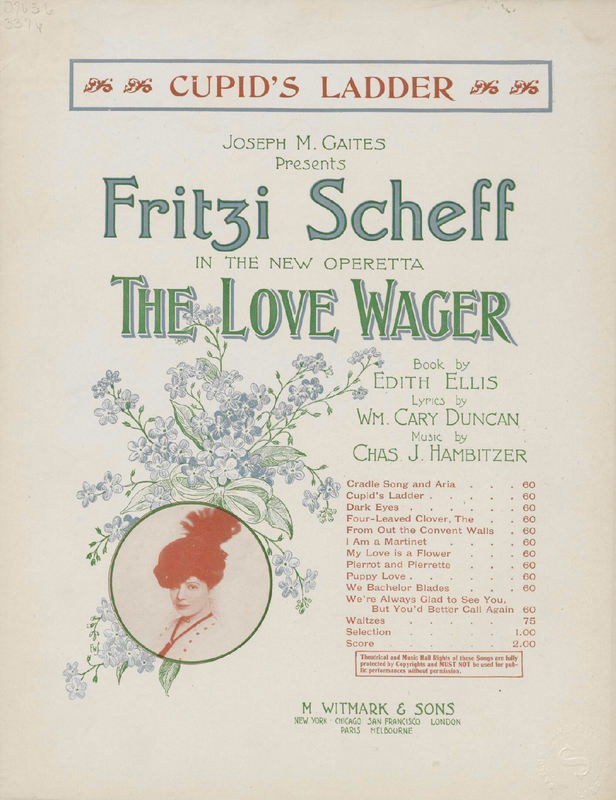 CUPID'S LADDER
JOSEPH M. GAITES
Presents
Fritzi Scheff
IN THE NEW OPERETTA
THE LOVE WAGER
Book by
EDITH ELLIS
Lyrics by
WM. CARY DUNCAN
Music by
CHAS. J. HAMBITZER
Cradle Song and Aria . . . 60
Cupid's Ladder . . . . . 60
Dark Eyes . . . . . . 60
Four-Leaved Clover, The . . 60
From Out the Convent Walls . 60
I Am a Martinet . . . . 60
My Love is a Flower . . . 60
Pierrot and Pierrette . . . 60
Puppy Love . . . . . . 60
We Bachelor Blades . . . 60
We're Always Glad to See You,
But You'd Better Call Again 60
Waltzes . . . . . . 75
Selection . . . . . 1.00
Score . . . . . . 2.00
Theatrical and Music Hall Rights of these Songs are fully
protected by Copyrights and MUST NOT be used for pub-
lic performances without permission.
M. WITMARK & SONS
NEW YORK · CHICAGO SAN FRANCISCO LONDON
PARIS MELBOURNE